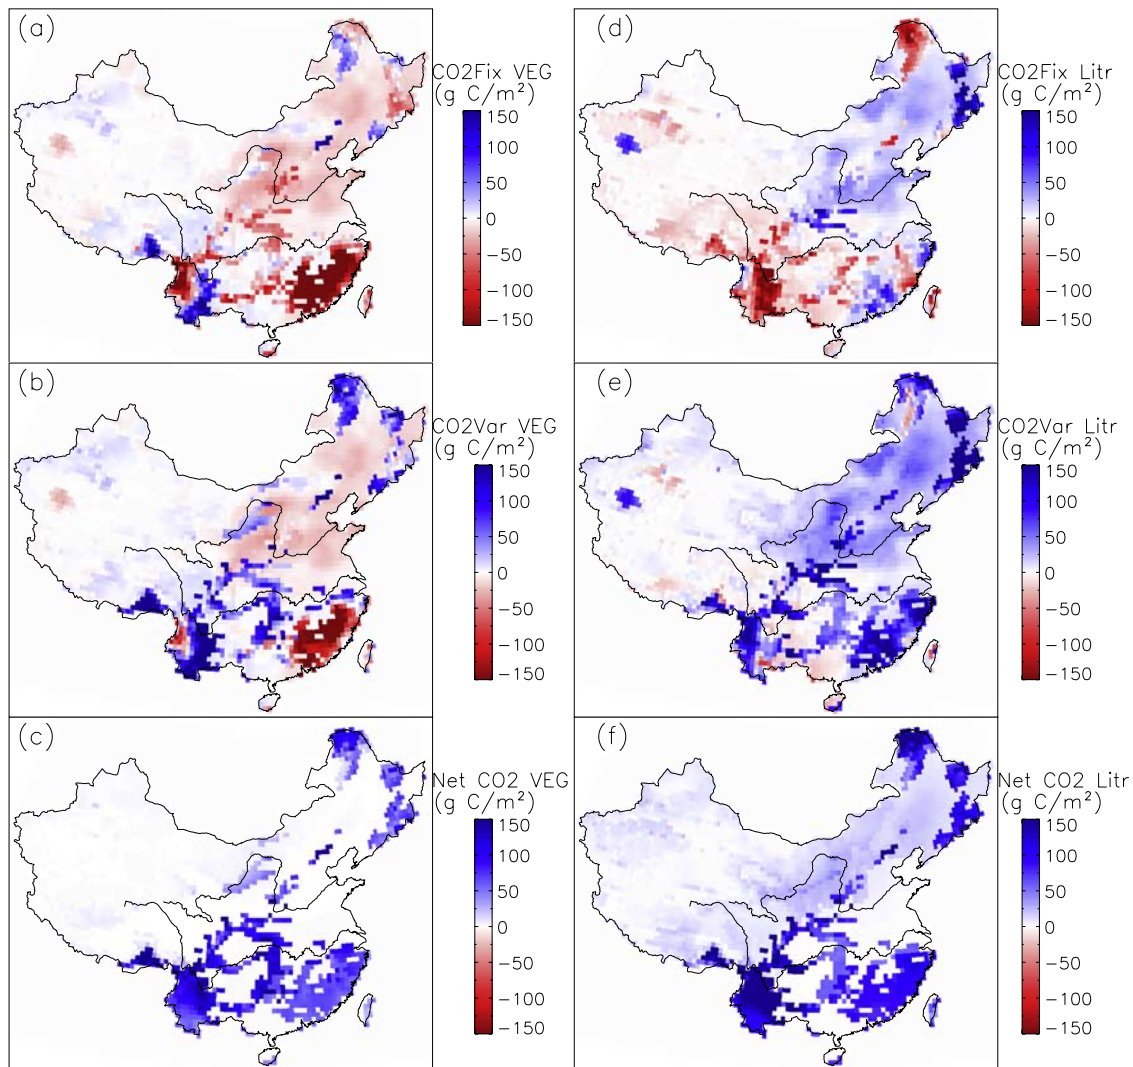 (a)
CO2Fix VEG
(g C/m²)
150
100
50
0
−50
−100
−150
(d)
CO2Fix Litr
(g C/m²)
150
100
50
0
−50
−100
−150
(b)
CO2Var VEG
(g C/m²)
150
100
50
0
−50
−100
−150
(e)
CO2Var Litr
(g C/m²)
150
100
50
0
−50
−100
−150
(c)
Net CO2 VEG
(g C/m²)
150
100
50
0
−50
−100
−150
(f)
Net CO2 Litr
(g C/m²)
150
100
50
0
−50
−100
−150